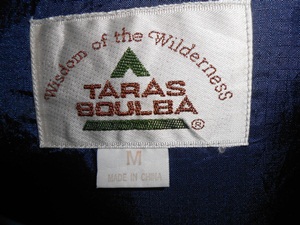 Wisdom of the Wilderness
TARAS
BOULBA
®
M
MADE IN CHINA